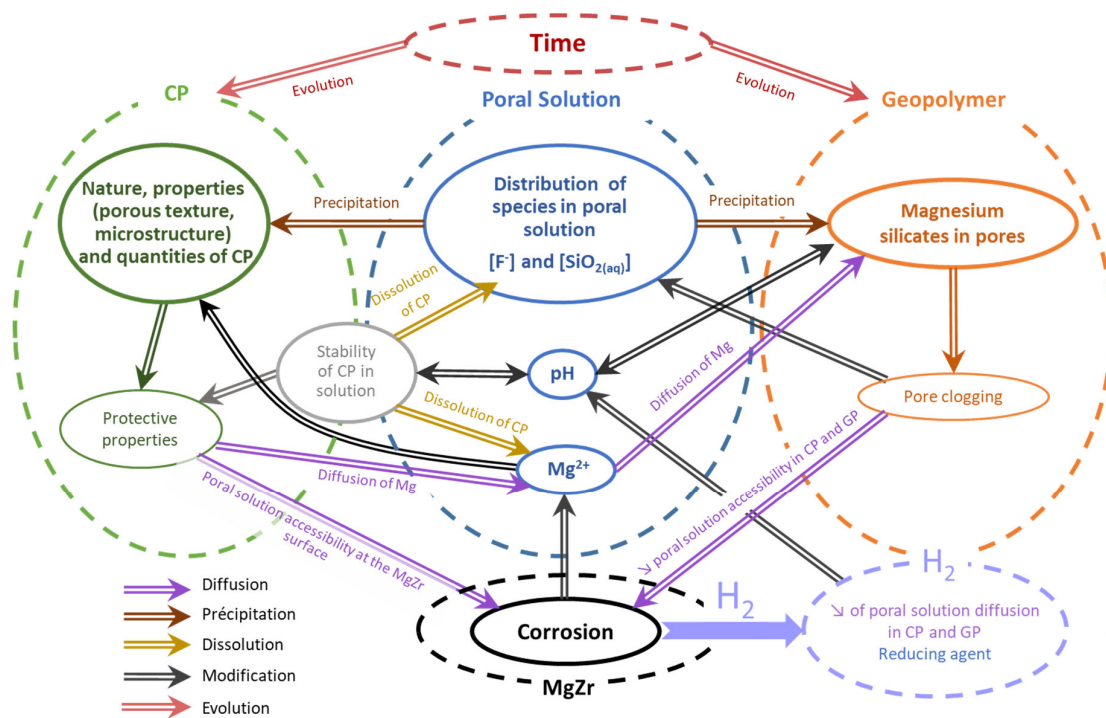 Time
Evolution
Evolution
CP
Poral Solution
Geopolymer
Nature, properties
(porous texture,
microstructure)
and quantities of CP
Precipitation
Distribution of
species in poral
solution
[F⁻] and [SiO₂₍ₐq₎]
Precipitation
Magnesium
silicates in pores
Dissolution
of CP
Stability
of CP in
solution
pH
Diffusion of Mg
Pore clogging
Protective
properties
Dissolution of CP
Diffusion of Mg
Mg²⁺
Poral solution accessibility at the MgZr
surface
↘ poral solution accessibility in CP and GP
H₂
↘ of poral solution diffusion
in CP and GP
Reducing agent
H₂
Corrosion
MgZr
Diffusion
Précipitation
Dissolution
Modification
Evolution